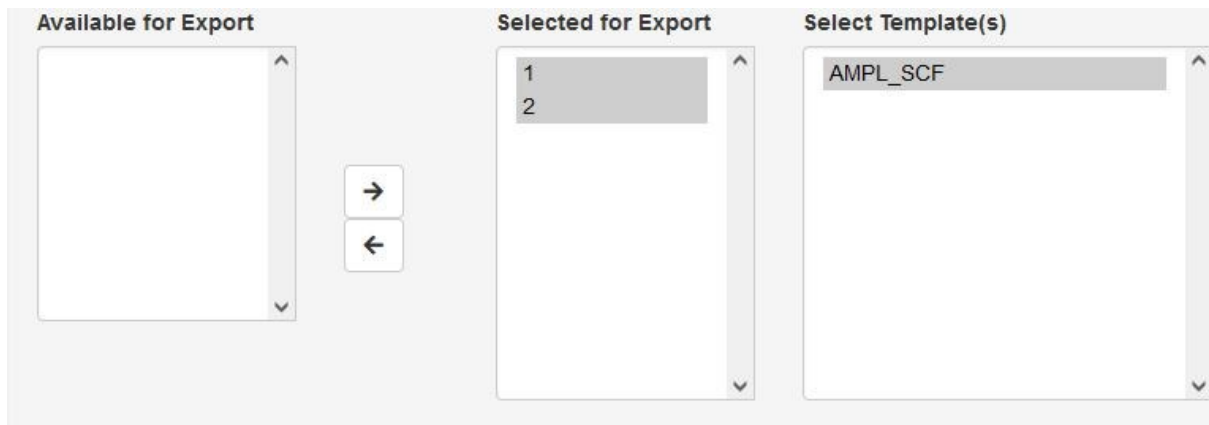 Available for Export
Selected for Export
Select Template(s)
1
2
AMPL_SCF